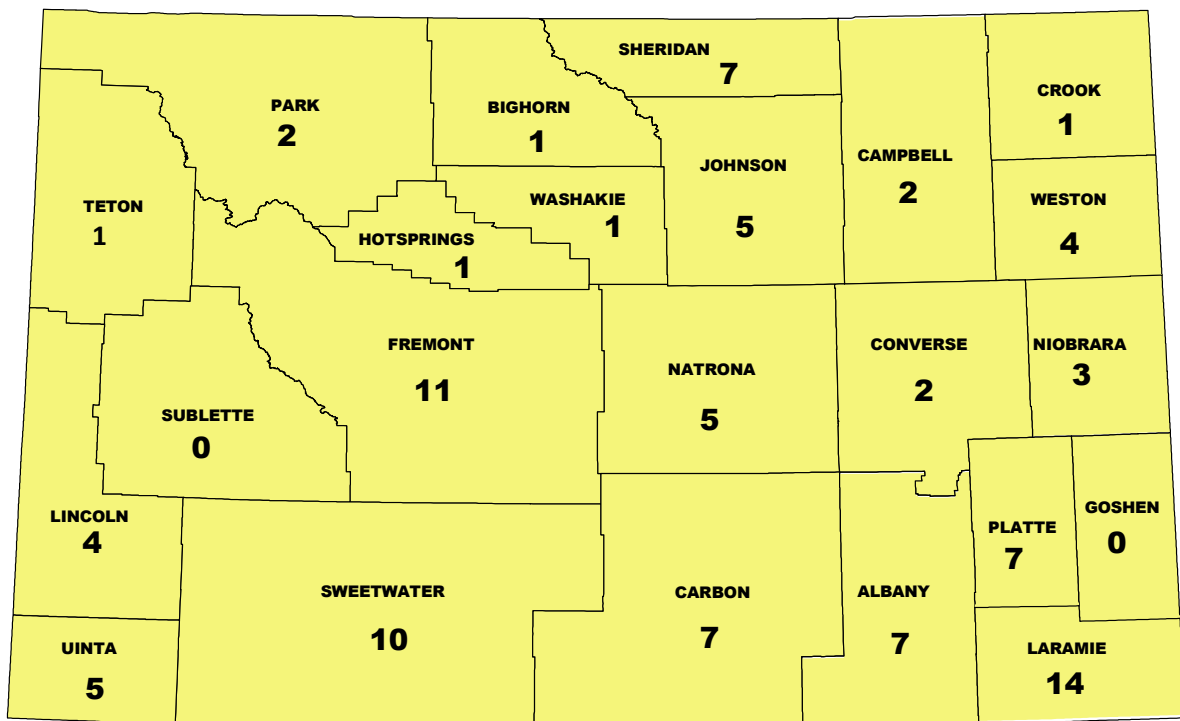 SHERIDAN
7
CROOK
1
PARK
2
BIGHORN
1
CAMPBELL
2
JOHNSON
5
TETON
1
WASHAKIE
1
WESTON
4
HOTSPRINGS
1
FREMONT
11
CONVERSE
2
NIOBRARA
3
NATRONA
5
SUBLETTE
0
LINCOLN
4
GOSHEN
0
PLATTE
7
SWEETWATER
10
CARBON
7
ALBANY
7
UINTA
5
LARAMIE
14